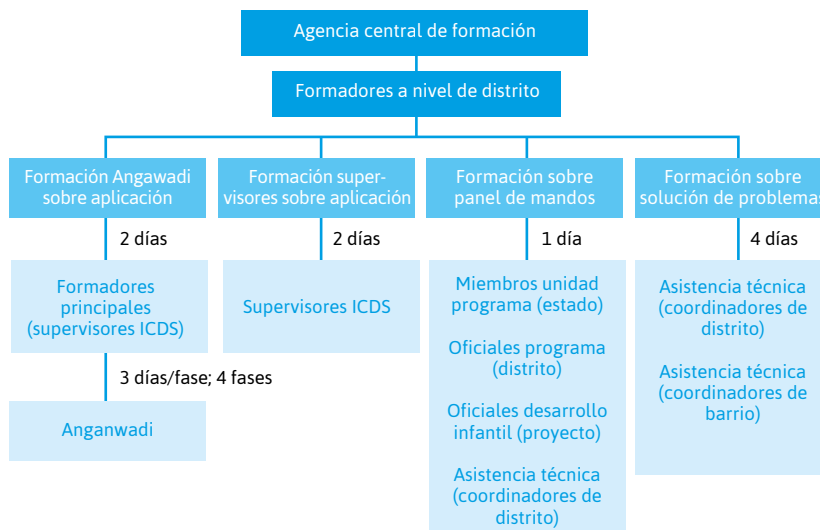 Agencia central de formación
Formadores a nivel de distrito
Formación Angawadi
sobre aplicación
2 días
Formadores
principales
(supervisores ICDS)
3 días/fase; 4 fases
Anganwadi
Formación super-
visores sobre aplicación
2 días
Supervisores ICDS
Formación sobre
panel de mandos
1 día
Miembros unidad
programa (estado)
Oficiales programa
(distrito)
Oficiales desarrollo
infantil (proyecto)
Asistencia técnica
(coordinadores de
distrito)
Formación sobre
solución de problemas
4 días
Asistencia técnica
(coordinadores de
distrito)
Asistencia técnica
(coordinadores de
barrio)